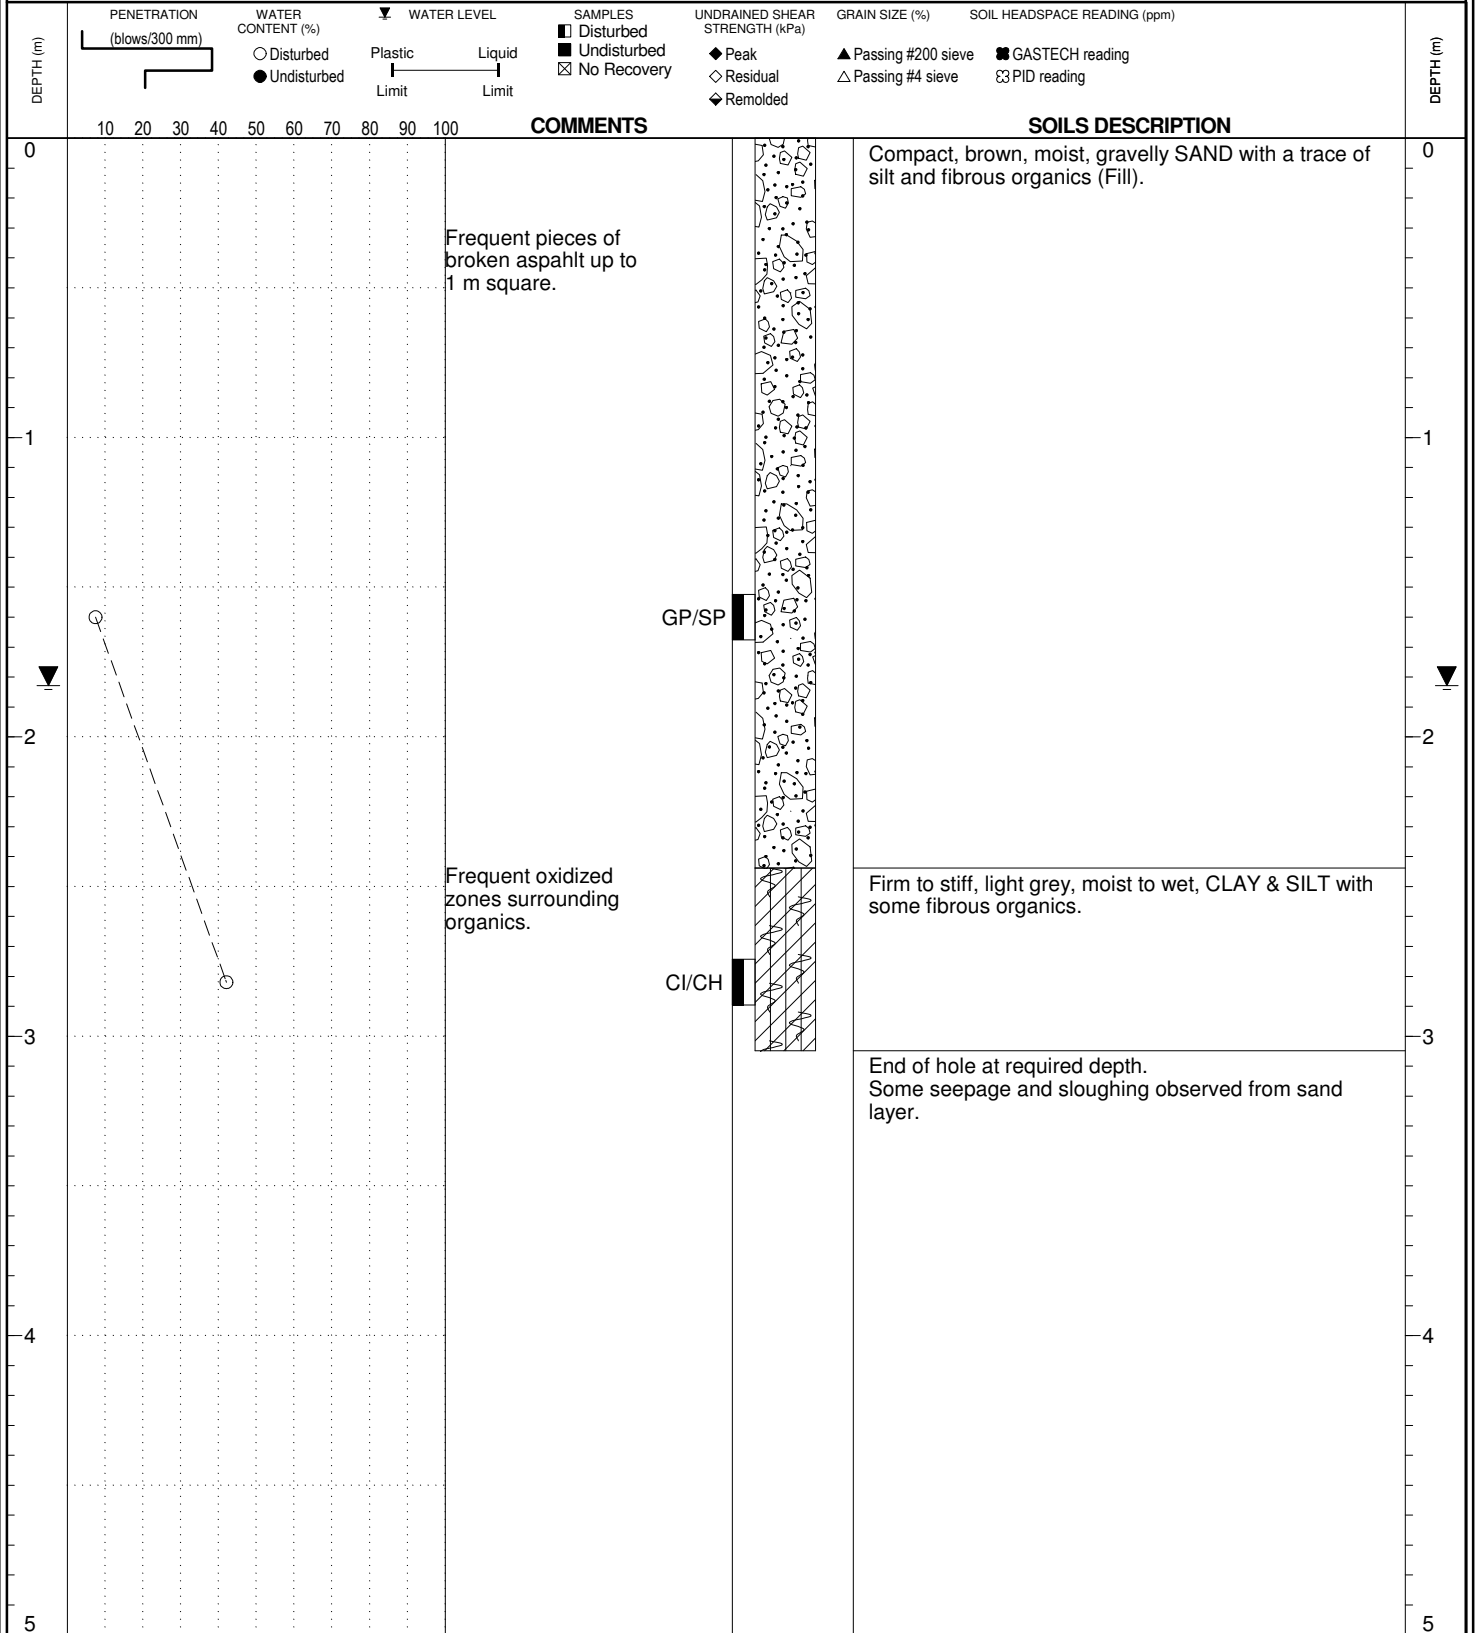 PENETRATION
(blows/300 mm)
WATER
CONTENT (%)
Disturbed
Undisturbed
WATER LEVEL
Plastic Liquid
Limit Limit
SAMPLES
Disturbed
Undisturbed
No Recovery
UNDRAINED SHEAR
STRENGTH (kPa)
Peak
Residual
Remolded
GRAIN SIZE (%)
Passing #200 sieve
Passing #4 sieve
SOIL HEADSPACE READING (ppm)
GASTECH reading
PID reading
DEPTH (m)
DEPTH (m)
10 20 30 40 50 60 70 80 90 100
COMMENTS
SOILS DESCRIPTION
0
0
Compact, brown, moist, gravelly SAND with a trace of
silt and fibrous organics (Fill).
Frequent pieces of
broken aspahlt up to
1 m square.
1
1
GP/SP
2
2
Frequent oxidized
zones surrounding
organics.
Firm to stiff, light grey, moist to wet, CLAY & SILT with
some fibrous organics.
CI/CH
3
3
End of hole at required depth.
Some seepage and sloughing observed from sand
layer.
4
4
5
5